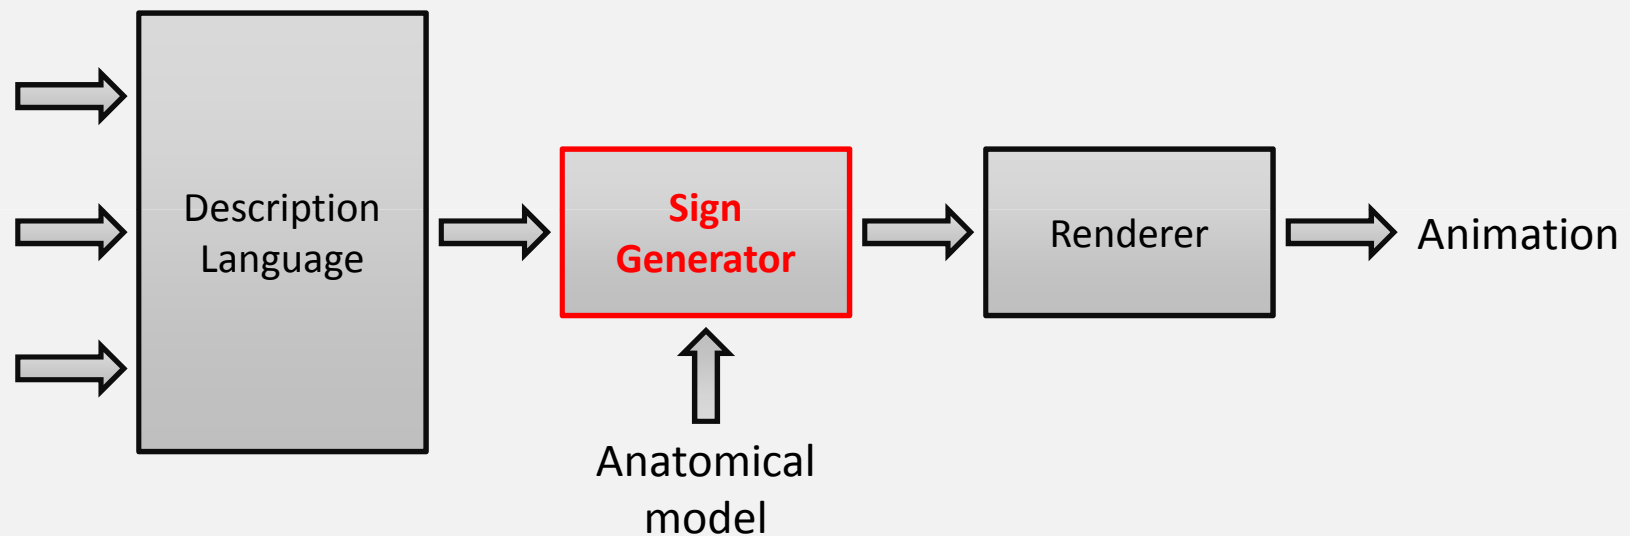 Description
Language
Sign
Generator
Renderer
Animation
Anatomical
model